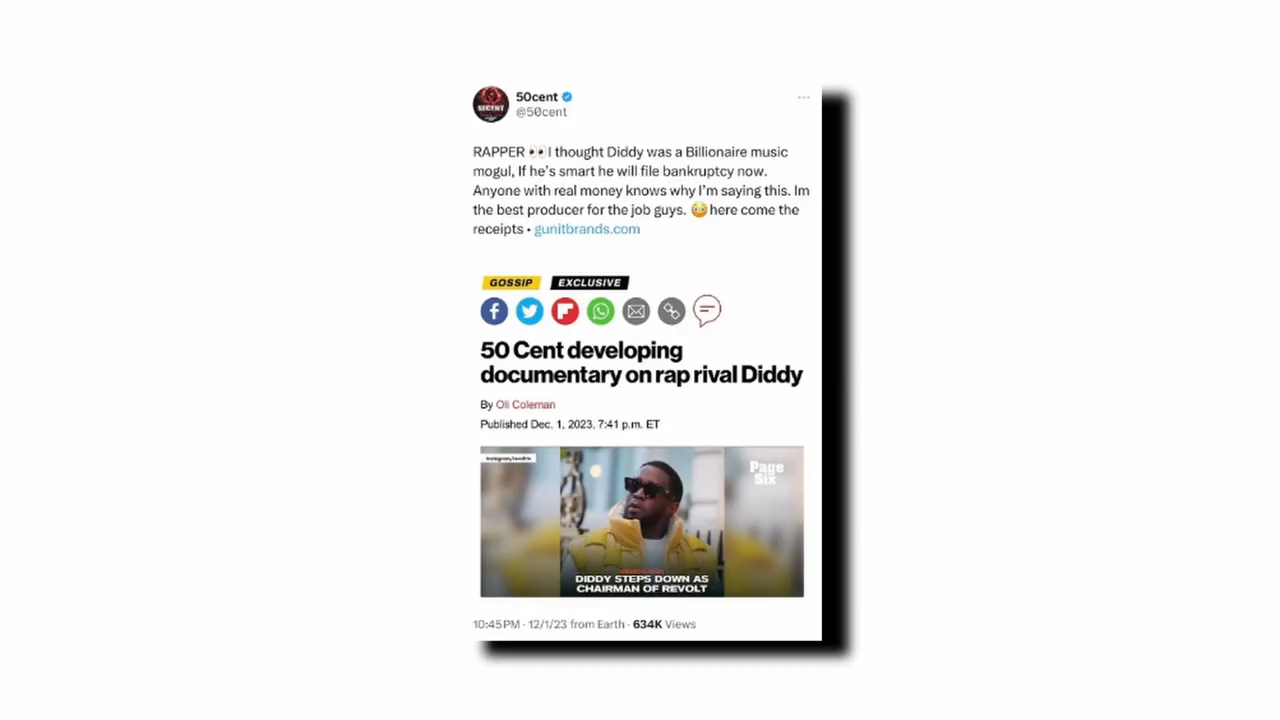 50cent
@50cent
RAPPER 👀I thought Diddy was a Billionaire music
mogul, If he's smart he will file bankruptcy now.
Anyone with real money knows why I'm saying this. Im
the best producer for the job guys. 😳here come the
receipts • gunitbrands.com
GOSSIP EXCLUSIVE
50 Cent developing
documentary on rap rival Diddy
By Oli Coleman
Published Dec. 1, 2023, 7:41 p.m. ET
Page
Six
DIDDY STEPS DOWN AS
CHAIRMAN OF REVOLT
10:45 PM · 12/1/23 from Earth · 634K Views